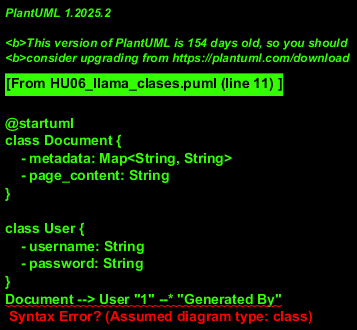 PlantUML 1.2025.2
<b>This version of PlantUML is 154 days old, so you should
<b>consider upgrading from https://plantuml.com/download
[From HU06_llama_clases.puml (line 11) ]
@startuml
class Document {
- metadata: Map<String, String>
- page_content: String
}
class User {
- username: String
- password: String
}
Document --> User "1" --* "Generated By"
Syntax Error? (Assumed diagram type: class)